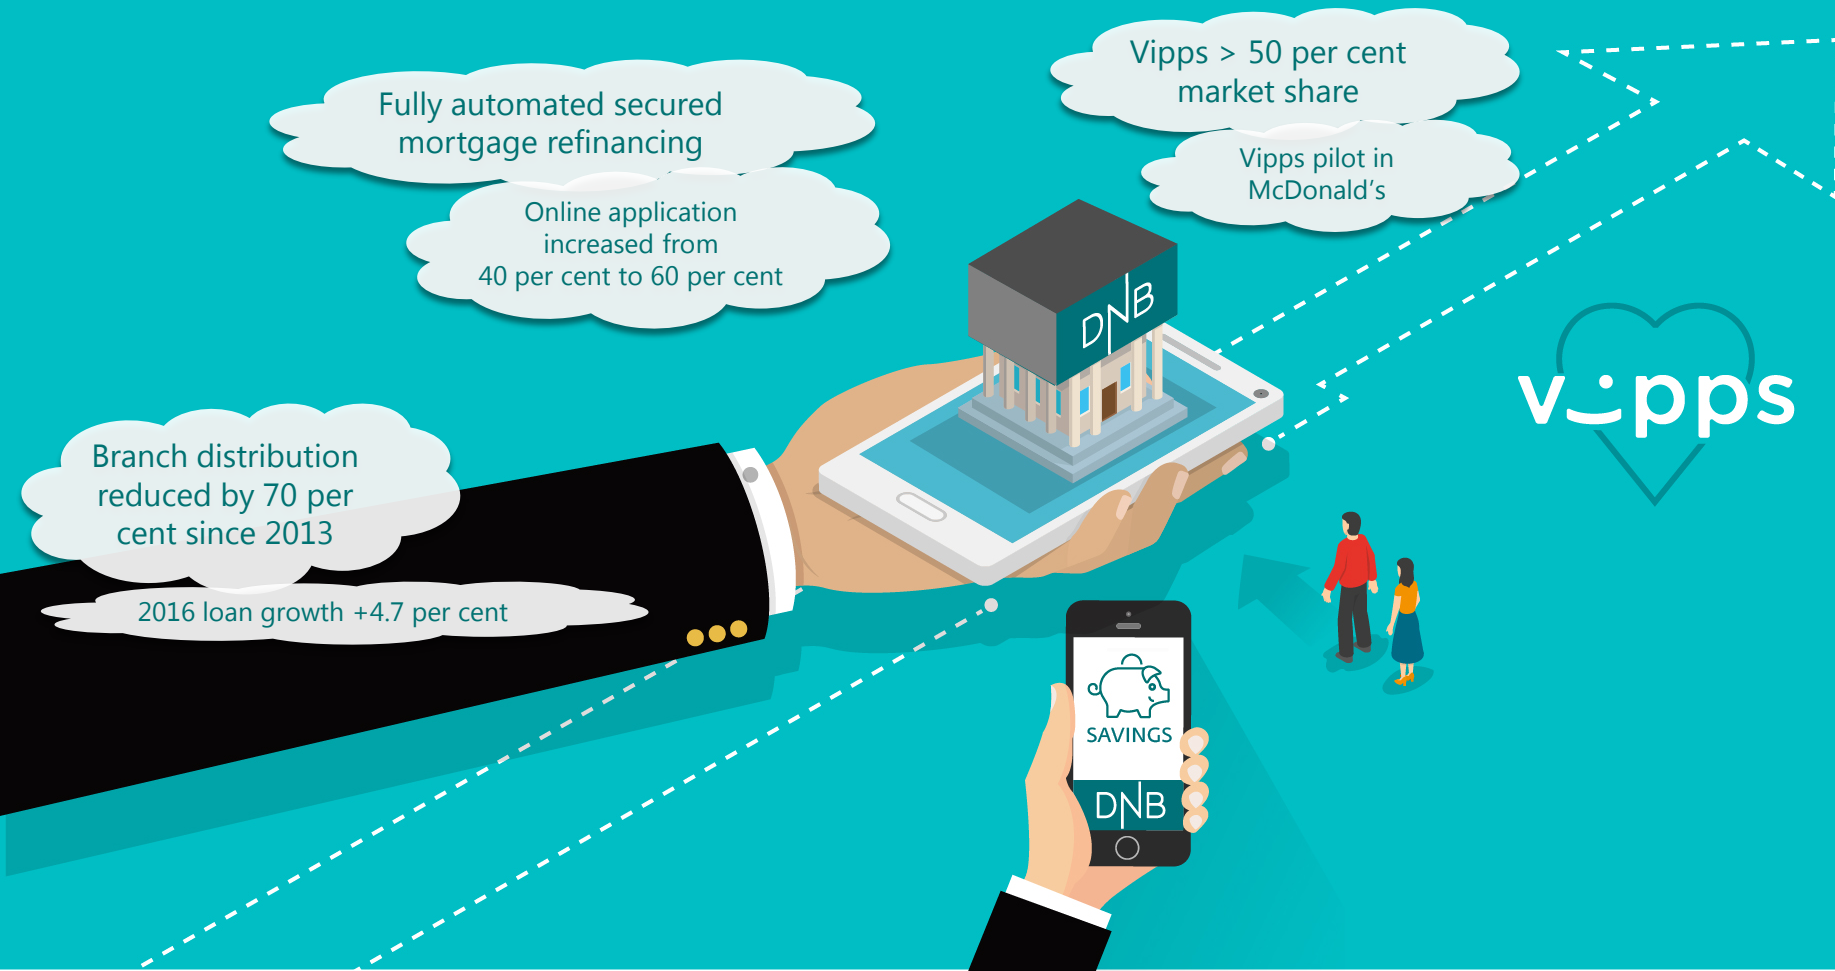 Vipps > 50 per cent
market share
Fully automated secured
mortgage refinancing
Vipps pilot in
McDonald’s
Online application
increased from
40 per cent to 60 per cent
DNB
vipps
Branch distribution
reduced by 70 per
cent since 2013
2016 loan growth +4.7 per cent
SAVINGS
DNB